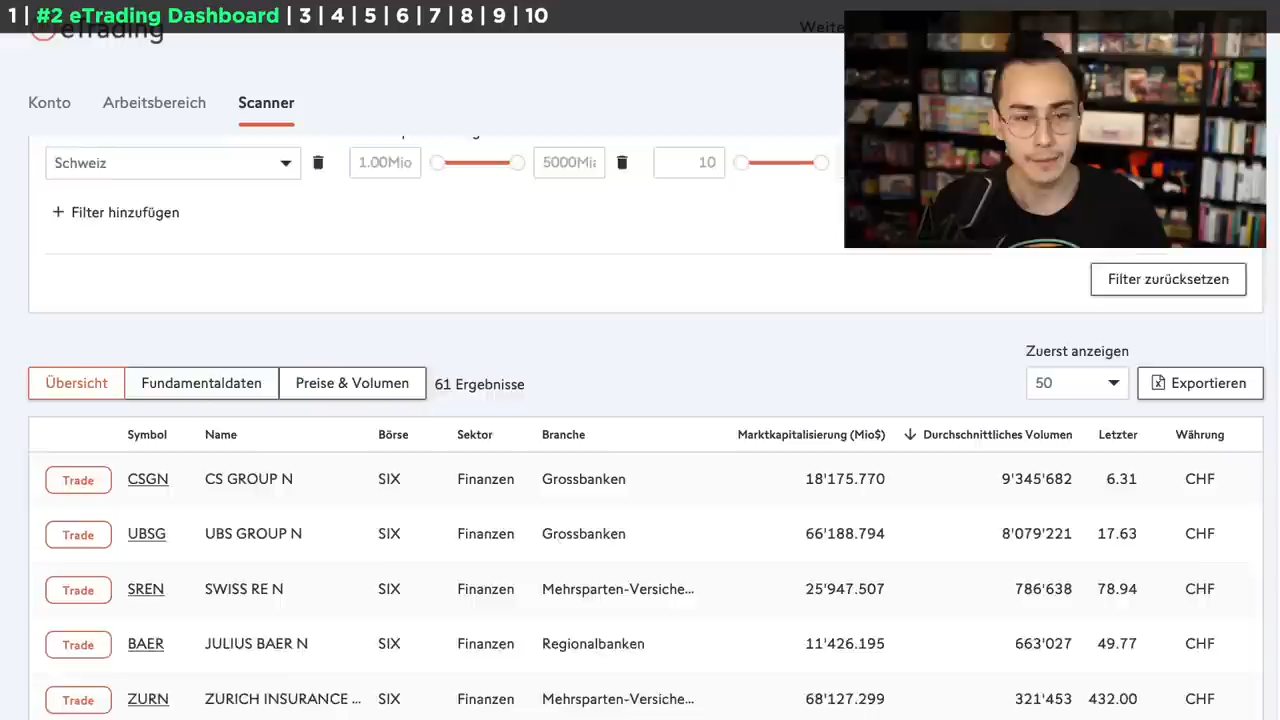 1 | #2 eTrading Dashboard | 3 | 4 | 5 | 6 | 7 | 8 | 9 | 10
eTrading
Konto Arbeitsbereich Scanner
Schweiz 1.00Mio 5000Mi 10
+ Filter hinzufügen
Filter zurücksetzen
Zuerst anzeigen
Übersicht Fundamentaldaten Preise & Volumen 61 Ergebnisse 50 Exportieren
Symbol Name Börse Sektor Branche Marktkapitalisierung (Mio$) Durchschnittliches Volumen Letzter Währung
Trade CSGN CS GROUP N SIX Finanzen Grossbanken 18'175.770 9'345'682 6.31 CHF
Trade UBSG UBS GROUP N SIX Finanzen Grossbanken 66'188.794 8'079'221 17.63 CHF
Trade SREN SWISS RE N SIX Finanzen Mehrsparten-Versiche... 25'947.507 786'638 78.94 CHF
Trade BAER JULIUS BAER N SIX Finanzen Regionalbanken 11'426.195 663'027 49.77 CHF
Trade ZURN ZURICH INSURANCE ... SIX Finanzen Mehrsparten-Versiche... 68'127.299 321'453 432.00 CHF